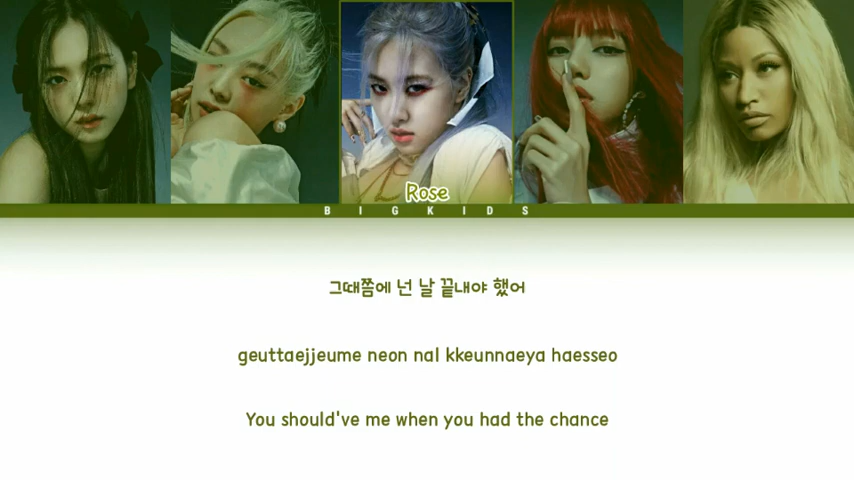 Rose
BIGKIDS
그때쯤에 넌 날 끝내야 했어
geuttaejjeume neon nal kkeunnaeya haesseo
You should've me when you had the chance